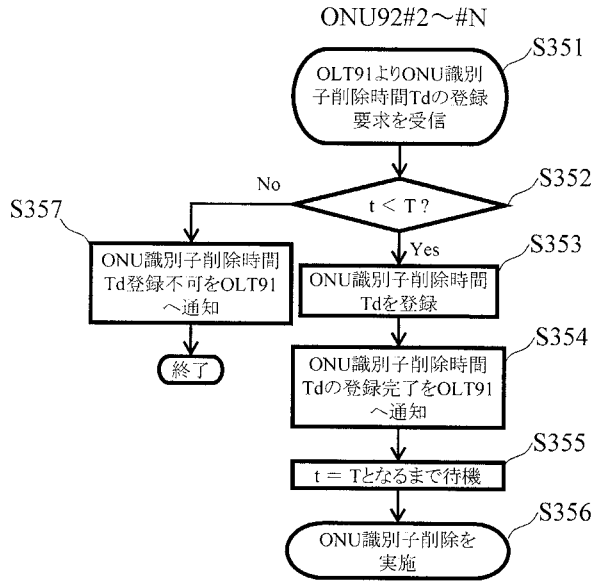 ONU92#2～#N
S351
OLT91よりONU識別
子削除時間Tdの登録
要求を受信
S352
t < T ?
No
Yes
S357
ONU識別子削除時間
Td登録不可をOLT91
へ通知
終了
S353
ONU識別子削除時間
Tdを登録
S354
ONU識別子削除時間
Tdの登録完了をOLT91
へ通知
S355
t = Tとなるまで待機
S356
ONU識別子削除を
実施